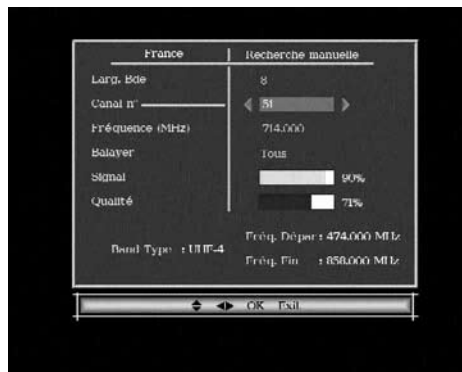 France Recherche manuelle
Larg. Bde 8
Canal n° 51
Fréquence (MHz) 714.000
Balayer Tous
Signal 90%
Qualité 71%
Fréq. Dépar : 474.000 MHz
Band Type : UHF-4
Fréq. Fin : 858.000 MHz
OK Exit